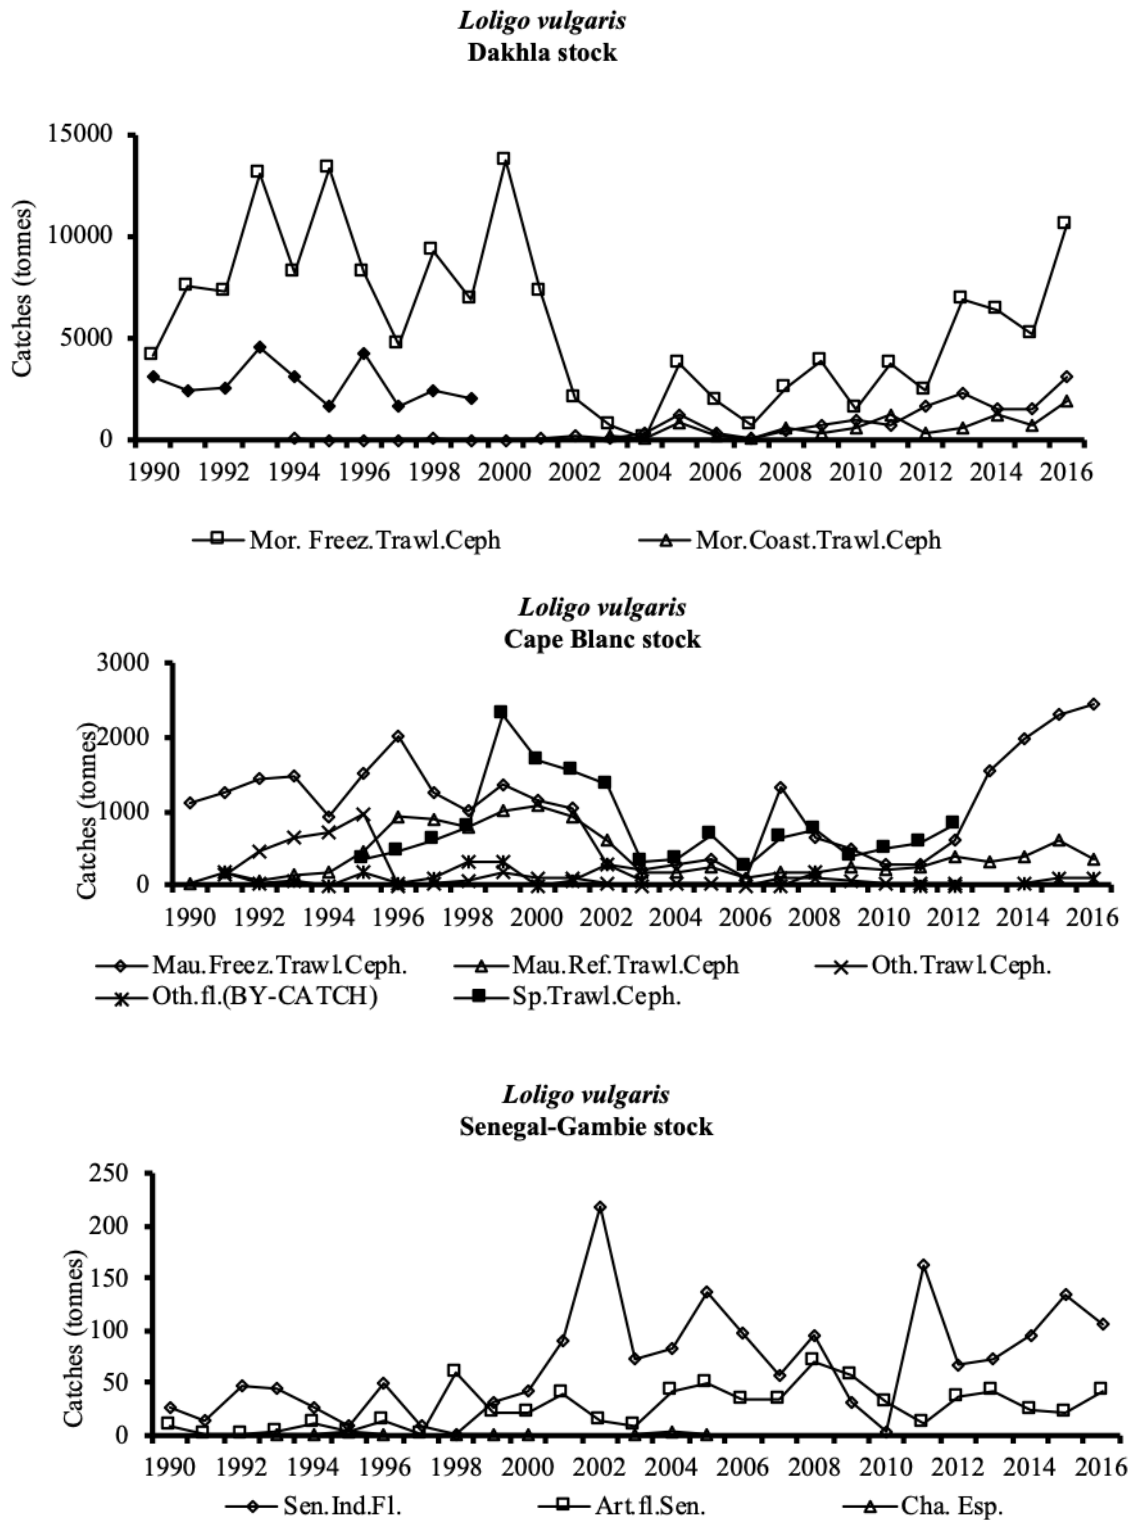 Loligo vulgaris
Dakhla stock
15000
10000
5000
0
Catches (tonnes)
1990 1992 1994 1996 1998 2000 2002 2004 2006 2008 2010 2012 2014 2016
Mor. Freez.Trawl.Ceph Mor.Coast.Trawl.Ceph
Loligo vulgaris
Cape Blanc stock
3000
2000
1000
0
Catches (tonnes)
1990 1992 1994 1996 1998 2000 2002 2004 2006 2008 2010 2012 2014 2016
Mau.Freez.Trawl.Ceph. Mau.Ref.Trawl.Ceph Oth.Trawl.Ceph.
Oth.fl.(BY-CATCH) Sp.Trawl.Ceph.
Loligo vulgaris
Senegal-Gambie stock
250
200
150
100
50
0
Catches (tonnes)
1990 1992 1994 1996 1998 2000 2002 2004 2006 2008 2010 2012 2014 2016
Sen.Ind.Fl. Art.fl.Sen. Cha. Esp.